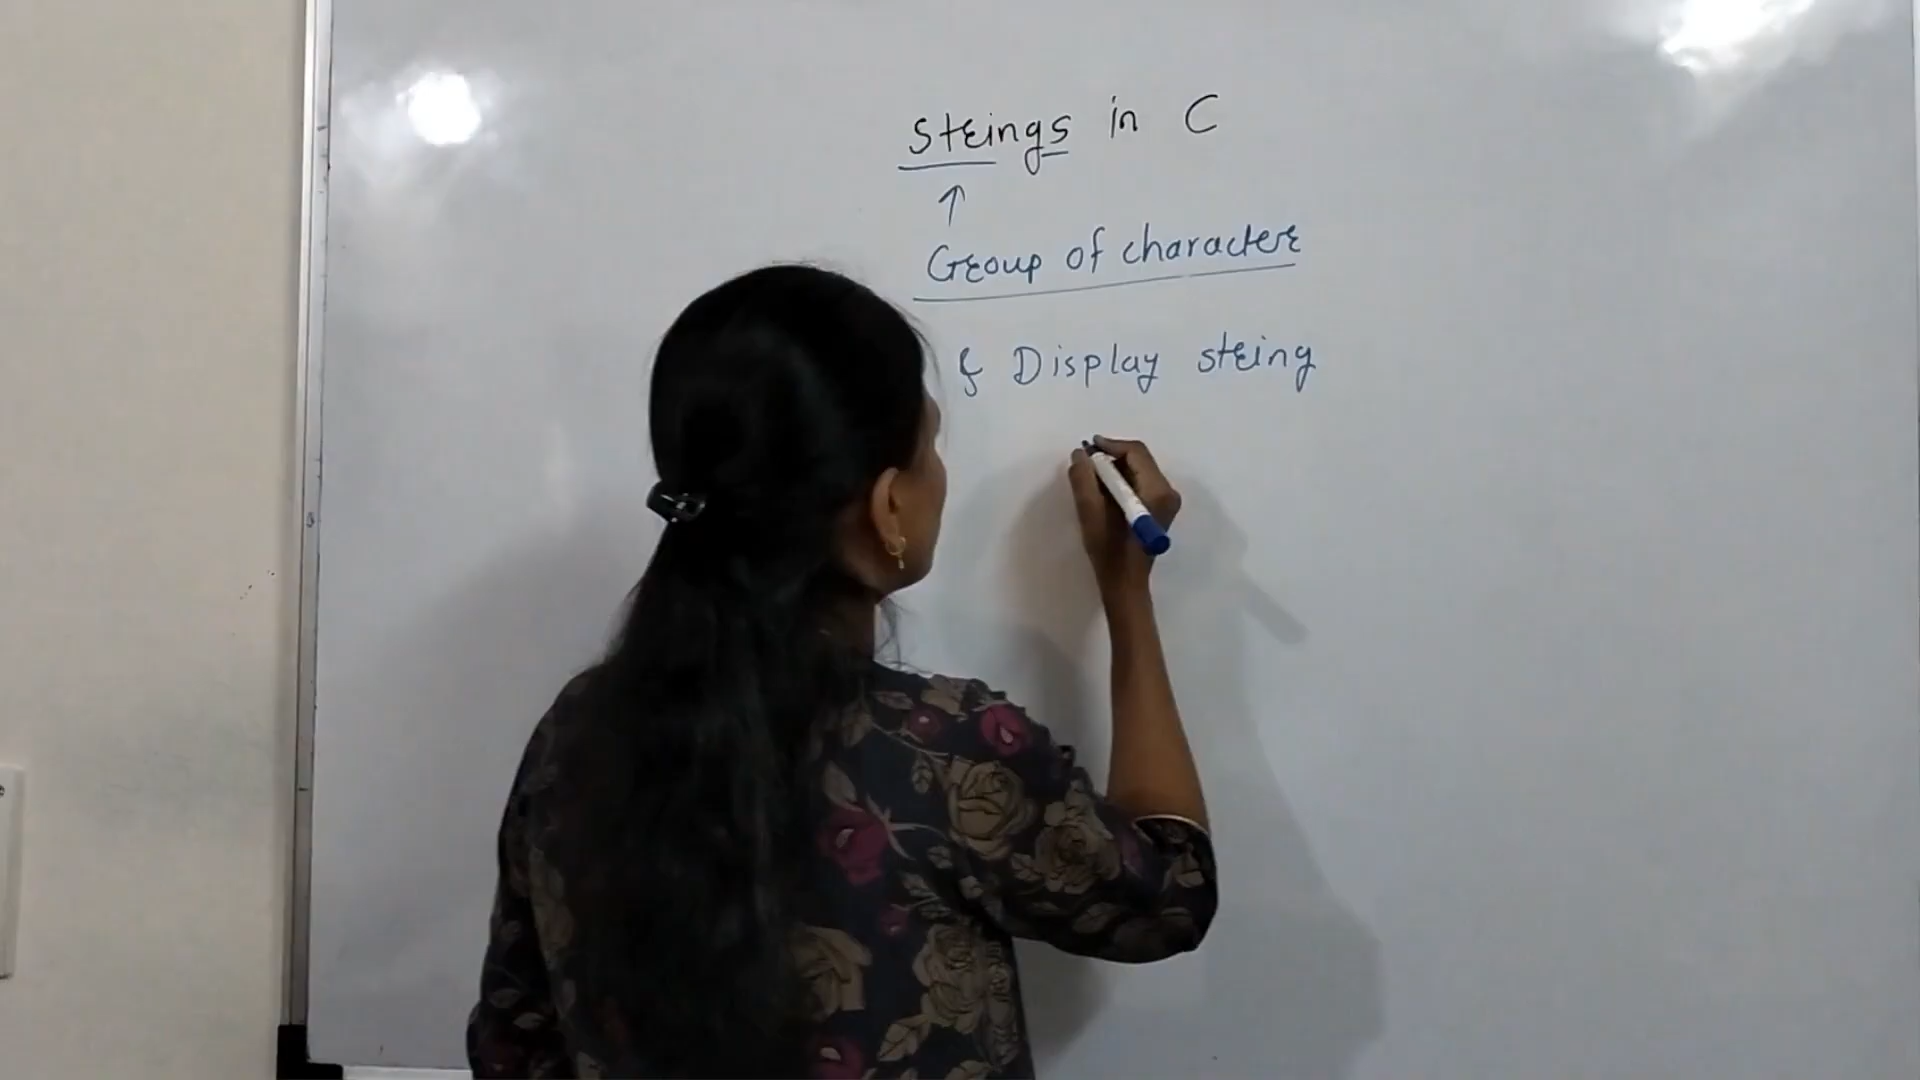 Strings in C
↑
Group of character
& Display string